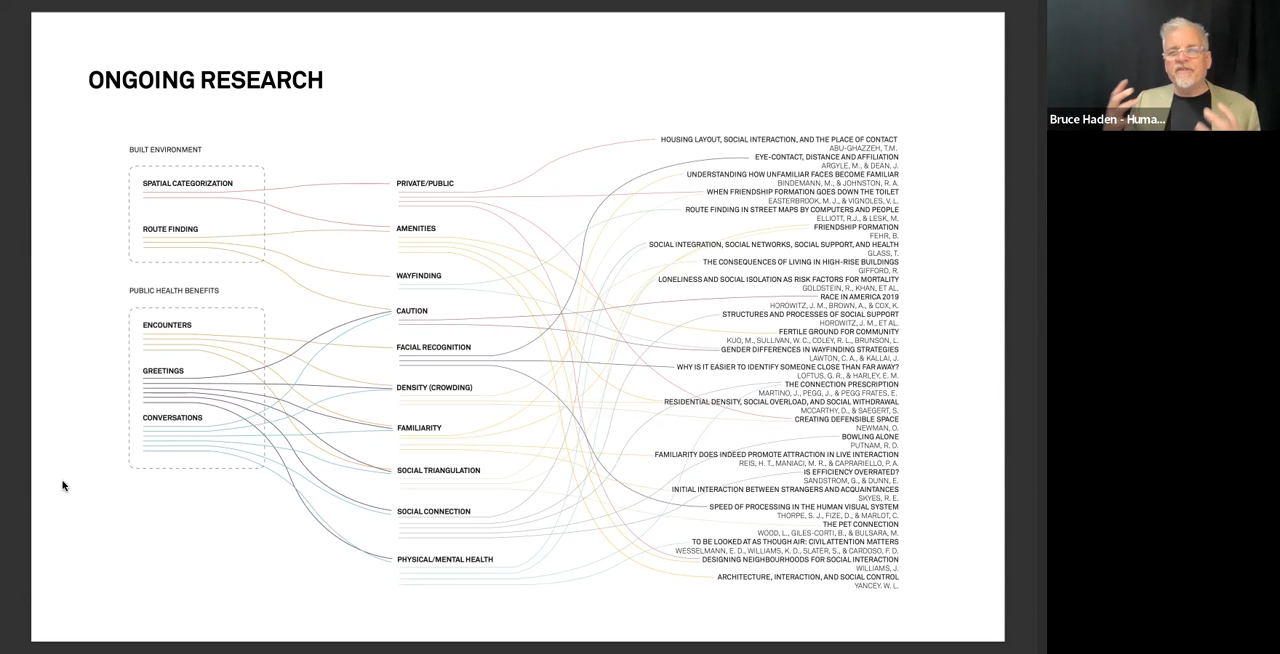 ONGOING RESEARCH
BUILT ENVIRONMENT
SPATIAL CATEGORIZATION
ROUTE FINDING
PUBLIC HEALTH BENEFITS
ENCOUNTERS
GREETINGS
CONVERSATIONS
PRIVATE/PUBLIC
AMENITIES
WAYFINDING
CAUTION
FACIAL RECOGNITION
DENSITY (CROWDING)
FAMILIARITY
SOCIAL TRIANGULATION
SOCIAL CONNECTION
PHYSICAL/MENTAL HEALTH
HOUSING LAYOUT, SOCIAL INTERACTION, AND THE PLACE OF CONTACT
ABU-GHAZZEH, T.M.
EYE-CONTACT, DISTANCE AND AFFILIATION
ARGYLE, M., & DEAN, J.
UNDERSTANDING HOW UNFAMILIAR FACES BECOME FAMILIAR
BINDEMANN, M., & JOHNSTON, R. A.
WHEN FRIENDSHIP FORMATION GOES DOWN THE TOILET
EASTERBROOK, M. J., & VIGNOLES, V. L.
ROUTE FINDING IN STREET MAPS BY COMPUTERS AND PEOPLE
ELLIOTT, R.J., & LESK, M.
FRIENDSHIP FORMATION
FEHR, B.
SOCIAL INTEGRATION, SOCIAL NETWORKS, SOCIAL SUPPORT, AND HEALTH
GLASS, T.
THE CONSEQUENCES OF LIVING IN HIGH-RISE BUILDINGS
GIFFORD, R.
LONELINESS AND SOCIAL ISOLATION AS RISK FACTORS FOR MORTALITY
GOLDSTEIN, R., KHAN, ET AL.
RACE IN AMERICA 2019
HOROWITZ, J. M., BROWN, A., & COX, K.
STRUCTURES AND PROCESSES OF SOCIAL SUPPORT
HOROWITZ, J. M., ET AL.
FERTILE GROUND FOR COMMUNITY
KUO, M., SULLIVAN, W. C., COLEY, R. L., BRUNSON, L.
GENDER DIFFERENCES IN WAYFINDING STRATEGIES
LAWTON, C. A., & KALLAI, J.
WHY IS IT EASIER TO IDENTIFY SOMEONE CLOSE THAN FAR AWAY?
LOFTUS, G. R., & HARLEY, E. M.
THE CONNECTION PRESCRIPTION
MARTINO, J., PEGG, J., & PEGG FRATES, E.
RESIDENTIAL DENSITY, SOCIAL OVERLOAD, AND SOCIAL WITHDRAWAL
MCCARTHY, D., & SAEGERT, S.
CREATING DEFENSIBLE SPACE
NEWMAN, O.
BOWLING ALONE
PUTNAM, R. D.
FAMILIARITY DOES INDEED PROMOTE ATTRACTION IN LIVE INTERACTION
REIS, H. T., MANIACI, M. R., & CAPRARIELLO, P. A.
IS EFFICIENCY OVERRATED?
SANDSTROM, G., & DUNN, E.
INITIAL INTERACTION BETWEEN STRANGERS AND ACQUAINTANCES
SKYES, R. E.
SPEED OF PROCESSING IN THE HUMAN VISUAL SYSTEM
THORPE, S. J., FIZE, D., & MARLOT, C.
THE PET CONNECTION
WOOD, L., GILES-CORTI, B., & BULSARA, M.
TO BE LOOKED AT AS THOUGH AIR: CIVIL ATTENTION MATTERS
WESSELMANN, E. D., WILLIAMS, K. D., SLATER, S., & CARDOSO, F. D.
DESIGNING NEIGHBOURHOODS FOR SOCIAL INTERACTION
WILLIAMS, J.
ARCHITECTURE, INTERACTION, AND SOCIAL CONTROL
YANCEY. W. L.
Bruce Haden - Huma...